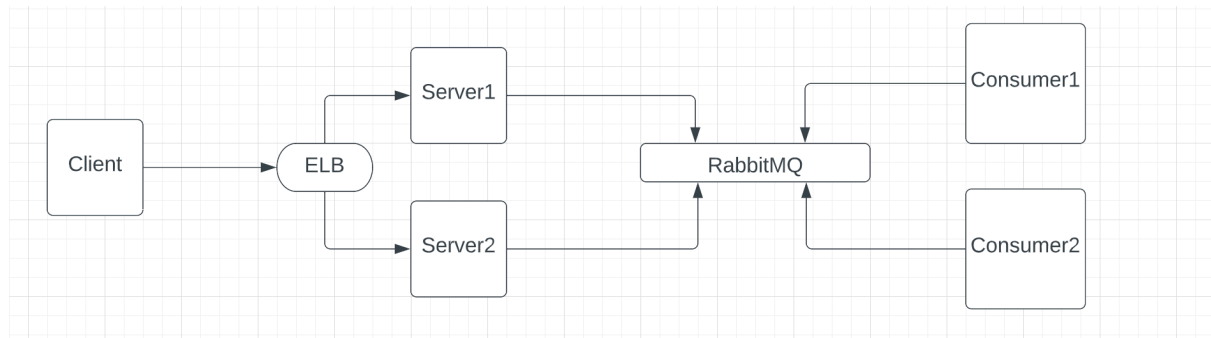 Client
ELB
Server1
Server2
RabbitMQ
Consumer1
Consumer2